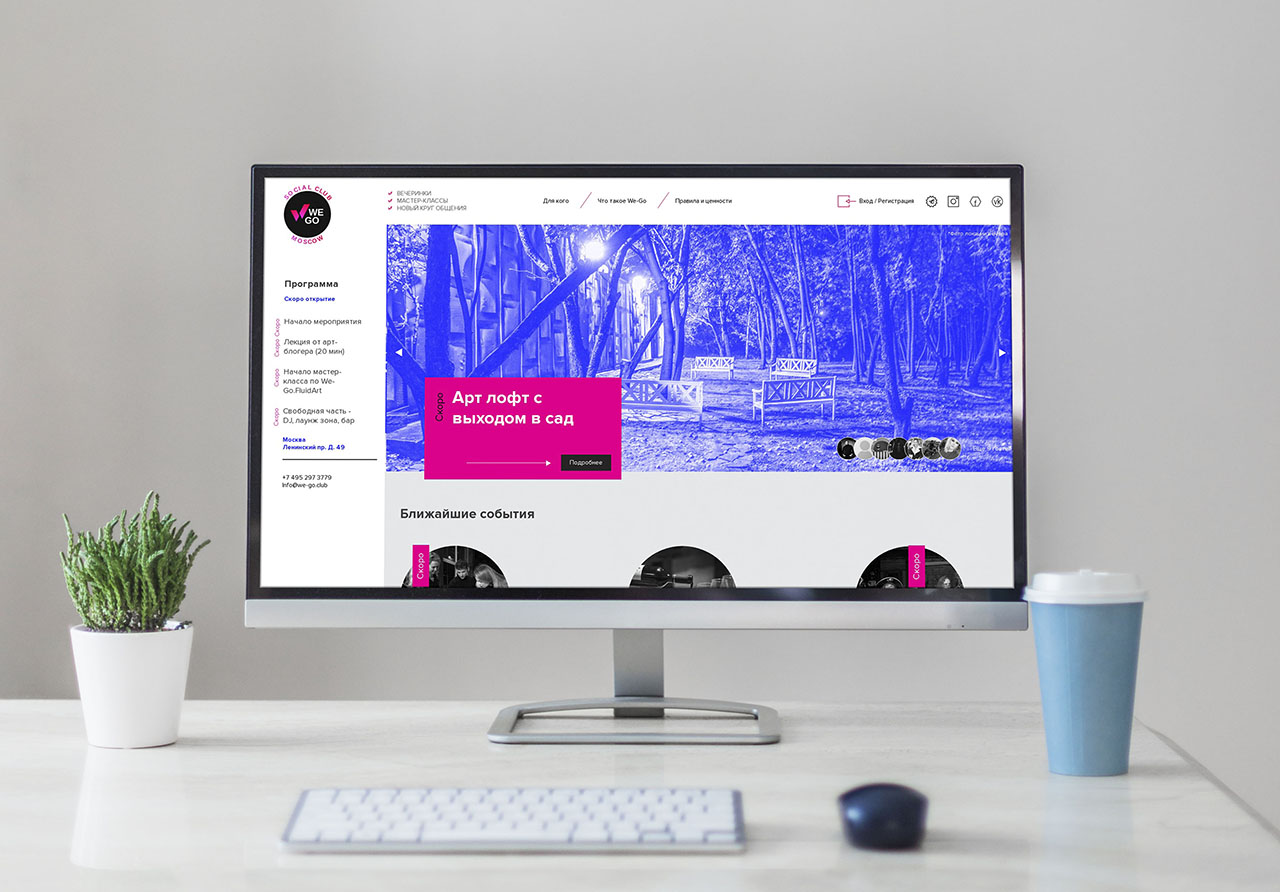 SOCIAL CLUB
WE
GO
MOSCOW
ВЕЧЕРИНКИ
МАСТЕР-КЛАССЫ
НОВЫЙ КРУГ ОБЩЕНИЯ
Для кого
Что такое We-Go
Правила и ценности
Вход / Регистрация
Программа
Скоро открытие
Скоро
Начало мероприятия
Скоро
Лекция от арт-
блогера (20 мин)
Скоро
Начало мастер-
класса по We-
Go.FluidArt
Скоро
Свободная часть -
DJ, лаунж зона, бар
Москва
Ленинский пр. Д. 49
+7 495 297 3779
Info@we-go.club
Скоро
Арт лофт с
выходом в сад
Подробнее
Ближайшие события
Скоро
Скоро